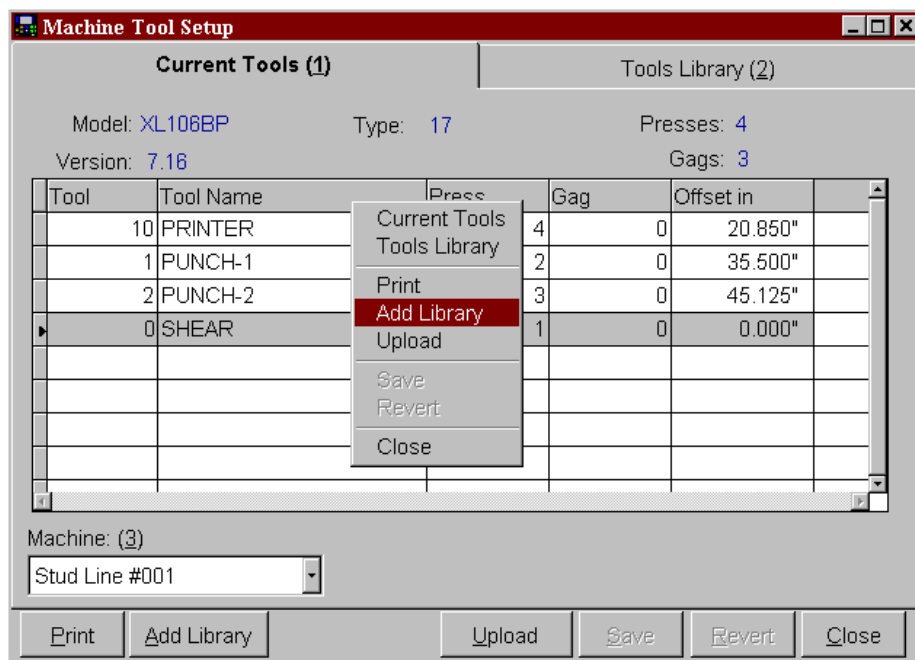 Machine Tool Setup
Current Tools (1) Tools Library (2)
Model: XL106BP Type: 17 Presses: 4
Version: 7.16 Gags: 3
Tool Tool Name Press Gag Offset in
10 PRINTER 4 0 20.850"
1 PUNCH-1 2 0 35.500"
2 PUNCH-2 3 0 45.125"
0 SHEAR 1 0 0.000"
Current Tools
Tools Library
Print
Add Library
Upload
Save
Revert
Close
Machine: (3)
Stud Line #001
Print Add Library Upload Save Revert Close